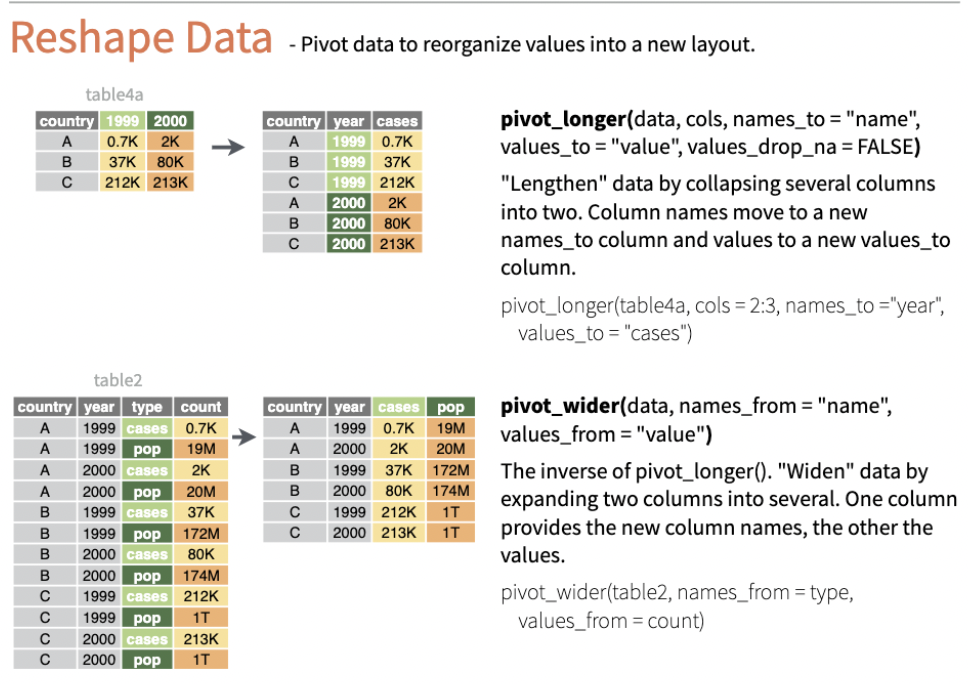 Reshape Data - Pivot data to reorganize values into a new layout.
table4a
country 1999 2000
A 0.7K 2K
B 37K 80K
C 212K 213K
country year cases
A 1999 0.7K
B 1999 37K
C 1999 212K
A 2000 2K
B 2000 80K
C 2000 213K
pivot_longer(data, cols, names_to = "name",
values_to = "value", values_drop_na = FALSE)
"Lengthen" data by collapsing several columns
into two. Column names move to a new
names_to column and values to a new values_to
column.
pivot_longer(table4a, cols = 2:3, names_to ="year",
values_to = "cases")
table2
country year type count
A 1999 cases 0.7K
A 1999 pop 19M
A 2000 cases 2K
A 2000 pop 20M
B 1999 cases 37K
B 1999 pop 172M
B 2000 cases 80K
B 2000 pop 174M
C 1999 cases 212K
C 1999 pop 1T
C 2000 cases 213K
C 2000 pop 1T
country year cases pop
A 1999 0.7K 19M
A 2000 2K 20M
B 1999 37K 172M
B 2000 80K 174M
C 1999 212K 1T
C 2000 213K 1T
pivot_wider(data, names_from = "name",
values_from = "value")
The inverse of pivot_longer(). "Widen" data by
expanding two columns into several. One column
provides the new column names, the other the
values.
pivot_wider(table2, names_from = type,
values_from = count)